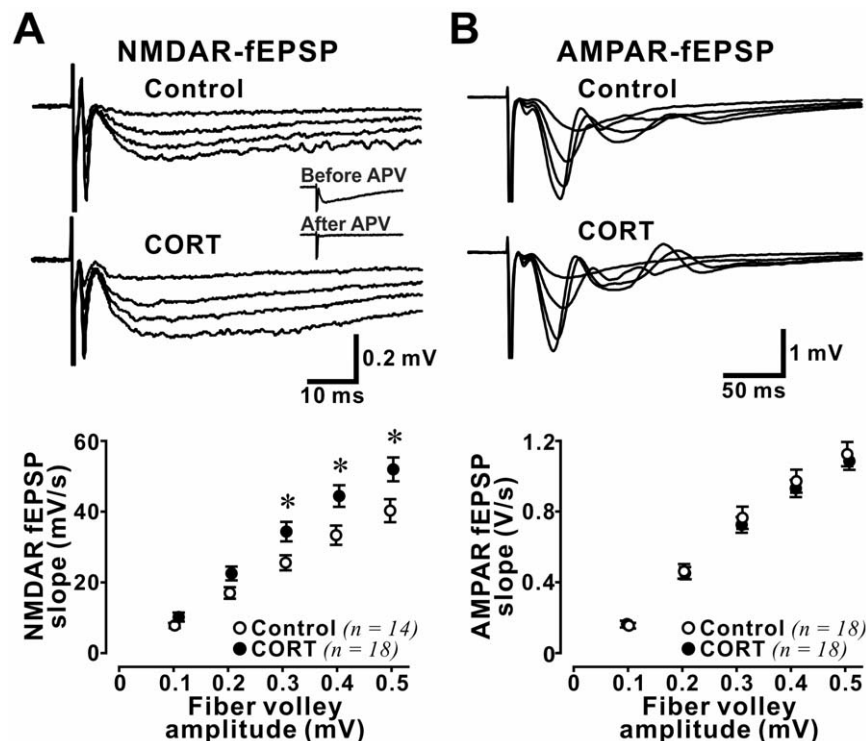 A
NMDAR-fEPSP
Control
Before APV
After APV
CORT
0.2 mV
10 ms
NMDAR fEPSP
slope (mV/s)
60
40
20
0
* * *
Control (n = 14)
CORT (n = 18)
0 0.1 0.2 0.3 0.4 0.5
Fiber volley
amplitude (mV)
B
AMPAR-fEPSP
Control
CORT
1 mV
50 ms
AMPAR fEPSP
slope (V/s)
1.2
0.8
0.4
0
Control (n = 18)
CORT (n = 18)
0 0.1 0.2 0.3 0.4 0.5
Fiber volley
amplitude (mV)